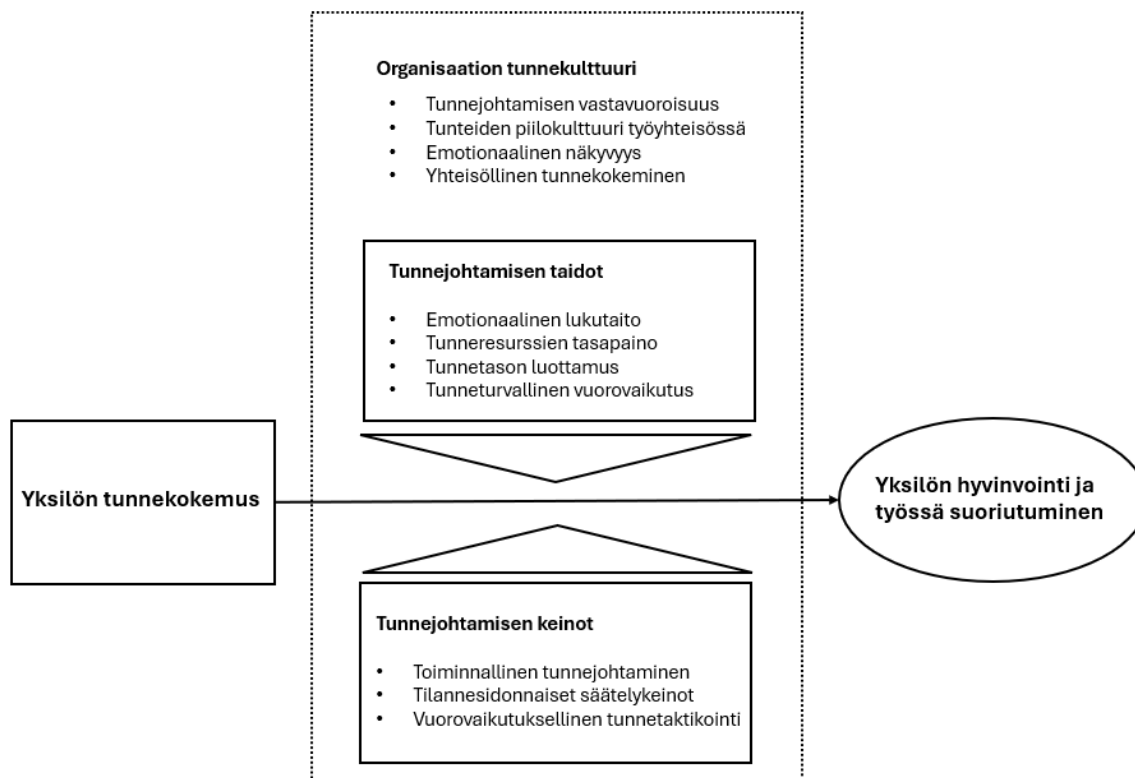 Organisaation tunnekulttuuri
• Tunnejohtamisen vastavuoroisuus
• Tunteiden piilokulttuuri työyhteisössä
• Emotionaalinen näkyvyys
• Yhteisöllinen tunnekokeminen
Tunnejohtamisen taidot
• Emotionaalinen lukutaito
• Tunneresurssien tasapaino
• Tunnetason luottamus
• Tunneturvallinen vuorovaikutus
Yksilön tunnekokemus
Yksilön hyvinvointi ja
työssä suoriutuminen
Tunnejohtamisen keinot
• Toiminnallinen tunnejohtaminen
• Tilannesidonnaiset säätelykeinot
• Vuorovaikutuksellinen tunnetaktikointi